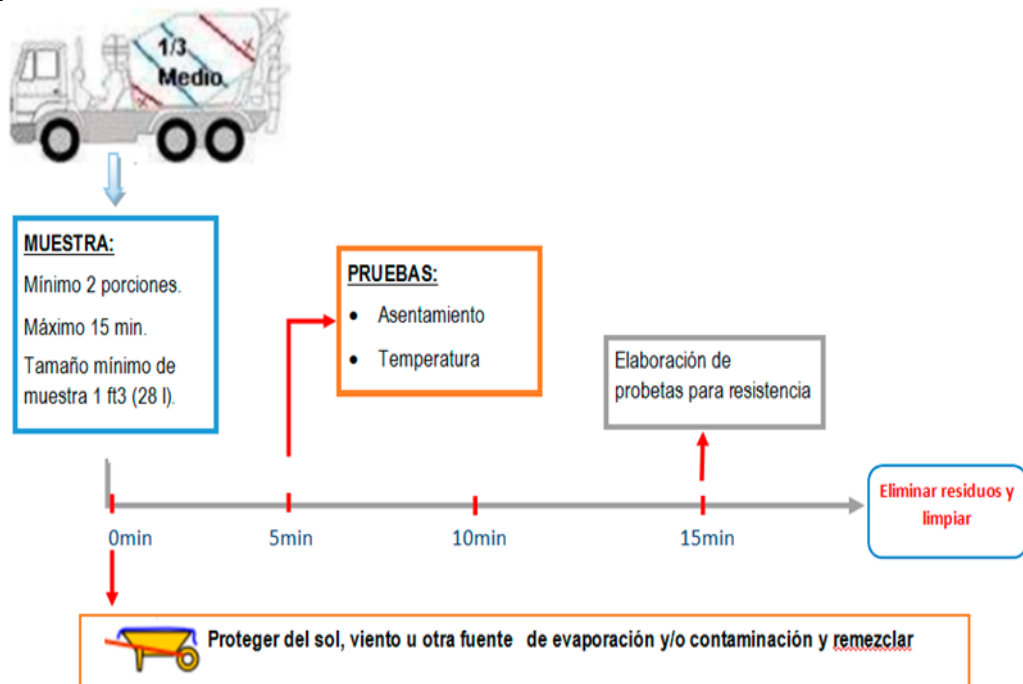 1/3
Medio
MUESTRA:
Mínimo 2 porciones.
Máximo 15 min.
Tamaño mínimo de
muestra 1 ft3 (28 l).
PRUEBAS:
• Asentamiento
• Temperatura
Elaboración de
probetas para resistencia
0min
5min
10min
15min
Eliminar residuos y
limpiar
Proteger del sol, viento u otra fuente de evaporación y/o contaminación y remezclar